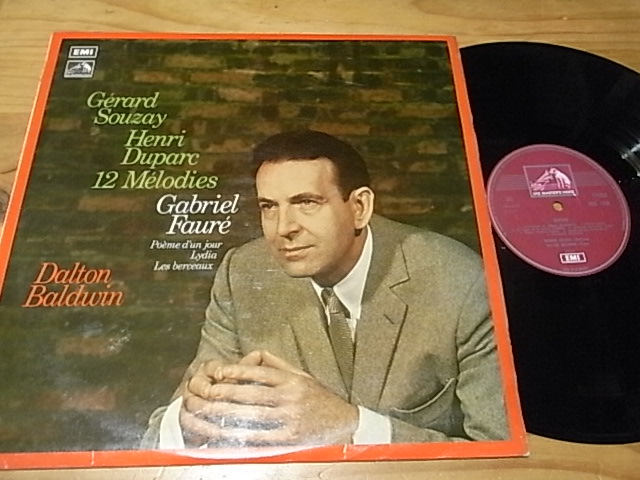 EMI
Gérard
Souzay
Henri
Duparc
12 Mélodies
Gabriel
Fauré
Poème d'un jour
Lydia
Les berceaux
Dalton
Baldwin
EMI